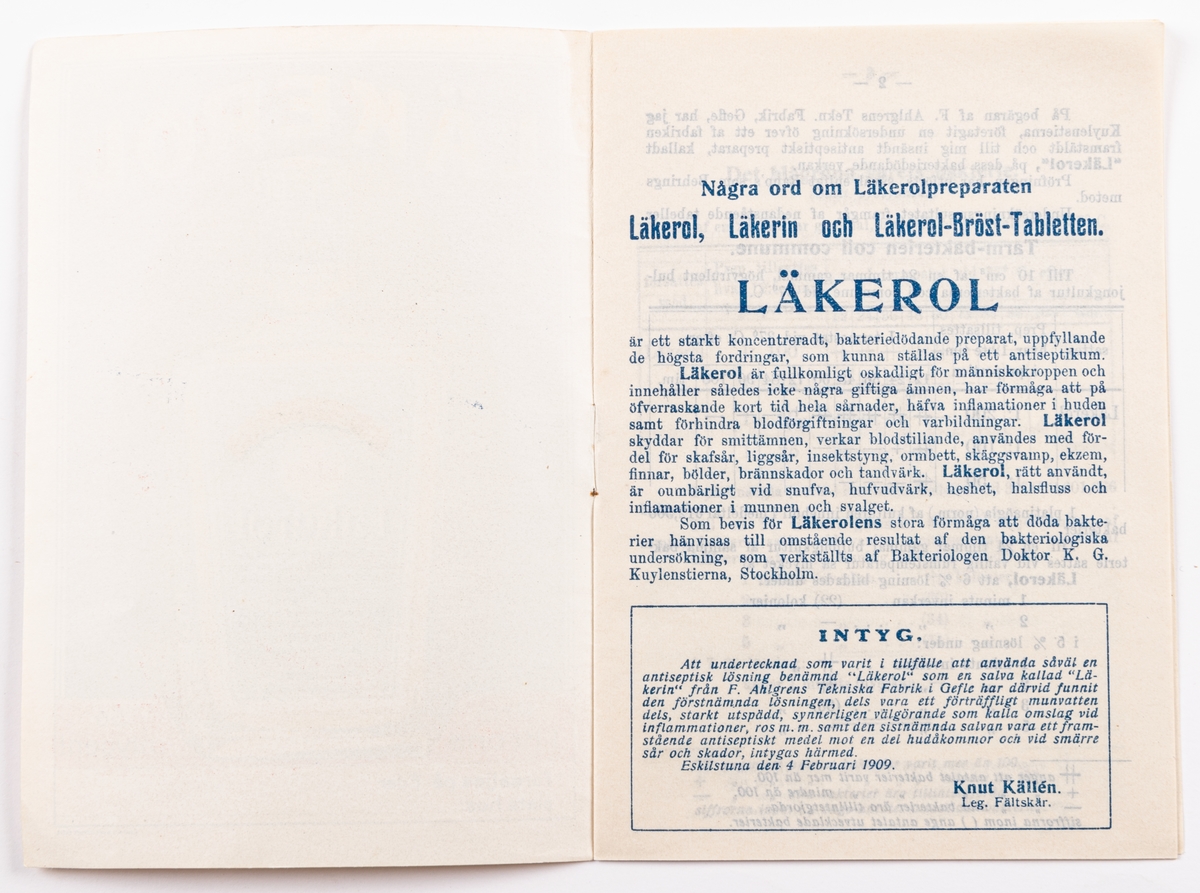 Några ord om Läkerolpreparaten
Läkerol, Läkerin och Läkerol-Bröst-Tabletten.
LÄKEROL
är ett starkt koncentreradt, bakteriedödande preparat, uppfyllande
de högsta fordringar, som kunna ställas på ett antiseptikum.
Läkerol är fullkomligt oskadligt för människokroppen och
innehåller således icke några giftiga ämnen, har förmåga att på
öfverraskande kort tid hela sårnader, häfva inflamationer i huden
samt förhindra blodförgiftningar och varbildningar. Läkerol
skyddar för smittämnen, verkar blodstillande, användes med för-
del för skafsår, liggsår, insektstyng, ormbett, skäggsvamp, ekzem,
finnar, bölder, brännskador och tandvärk. Läkerol, rätt användt,
är oumbärligt vid snufva, hufvudvärk, heshet, halsfluss och
inflamationer i munnen och svalget.
Som bevis för Läkerolens stora förmåga att döda bakte-
rier hänvisas till omstående resultat af den bakteriologiska
undersökning, som verkställts af Bakteriologen Doktor K. G.
Kuylenstierna, Stockholm.
INTYG.
Att undertecknad som varit i tillfälle att använda såväl en
antiseptisk lösning benämnd "Läkerol" som en salva kallad "Lä-
kerin" från F. Ahlgrens Tekniska Fabrik i Gefle har därvid funnit
den förstnämnda lösningen, dels vara ett förträffligt munvatten
dels, starkt utspädd, synnerligen välgörande som kalla omslag vid
inflammationer, ros m. m. samt den sistnämnda salvan vara ett fram-
stående antiseptiskt medel mot en del hudåkommor och vid smärre
sår och skador, intygas härmed.
Eskilstuna den 4 Februari 1909.
Knut Källén.
Leg. Fältskär.